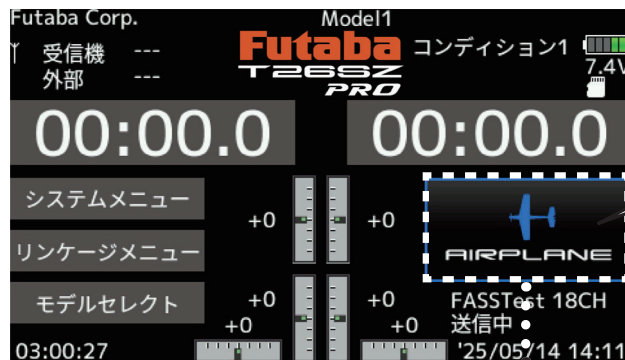 Futaba Corp.
Model1
受信機 ---
外部 ---
Futaba
T26SZ
PRO
コンディション1
7.4V
00:00.0
00:00.0
システムメニュー
リンケージメニュー
モデルセレクト
+0
+0
+0
+0
+0
+0
AIRPLANE
FASSTest 18CH
送信中
03:00:27
'25/05/14 14:11